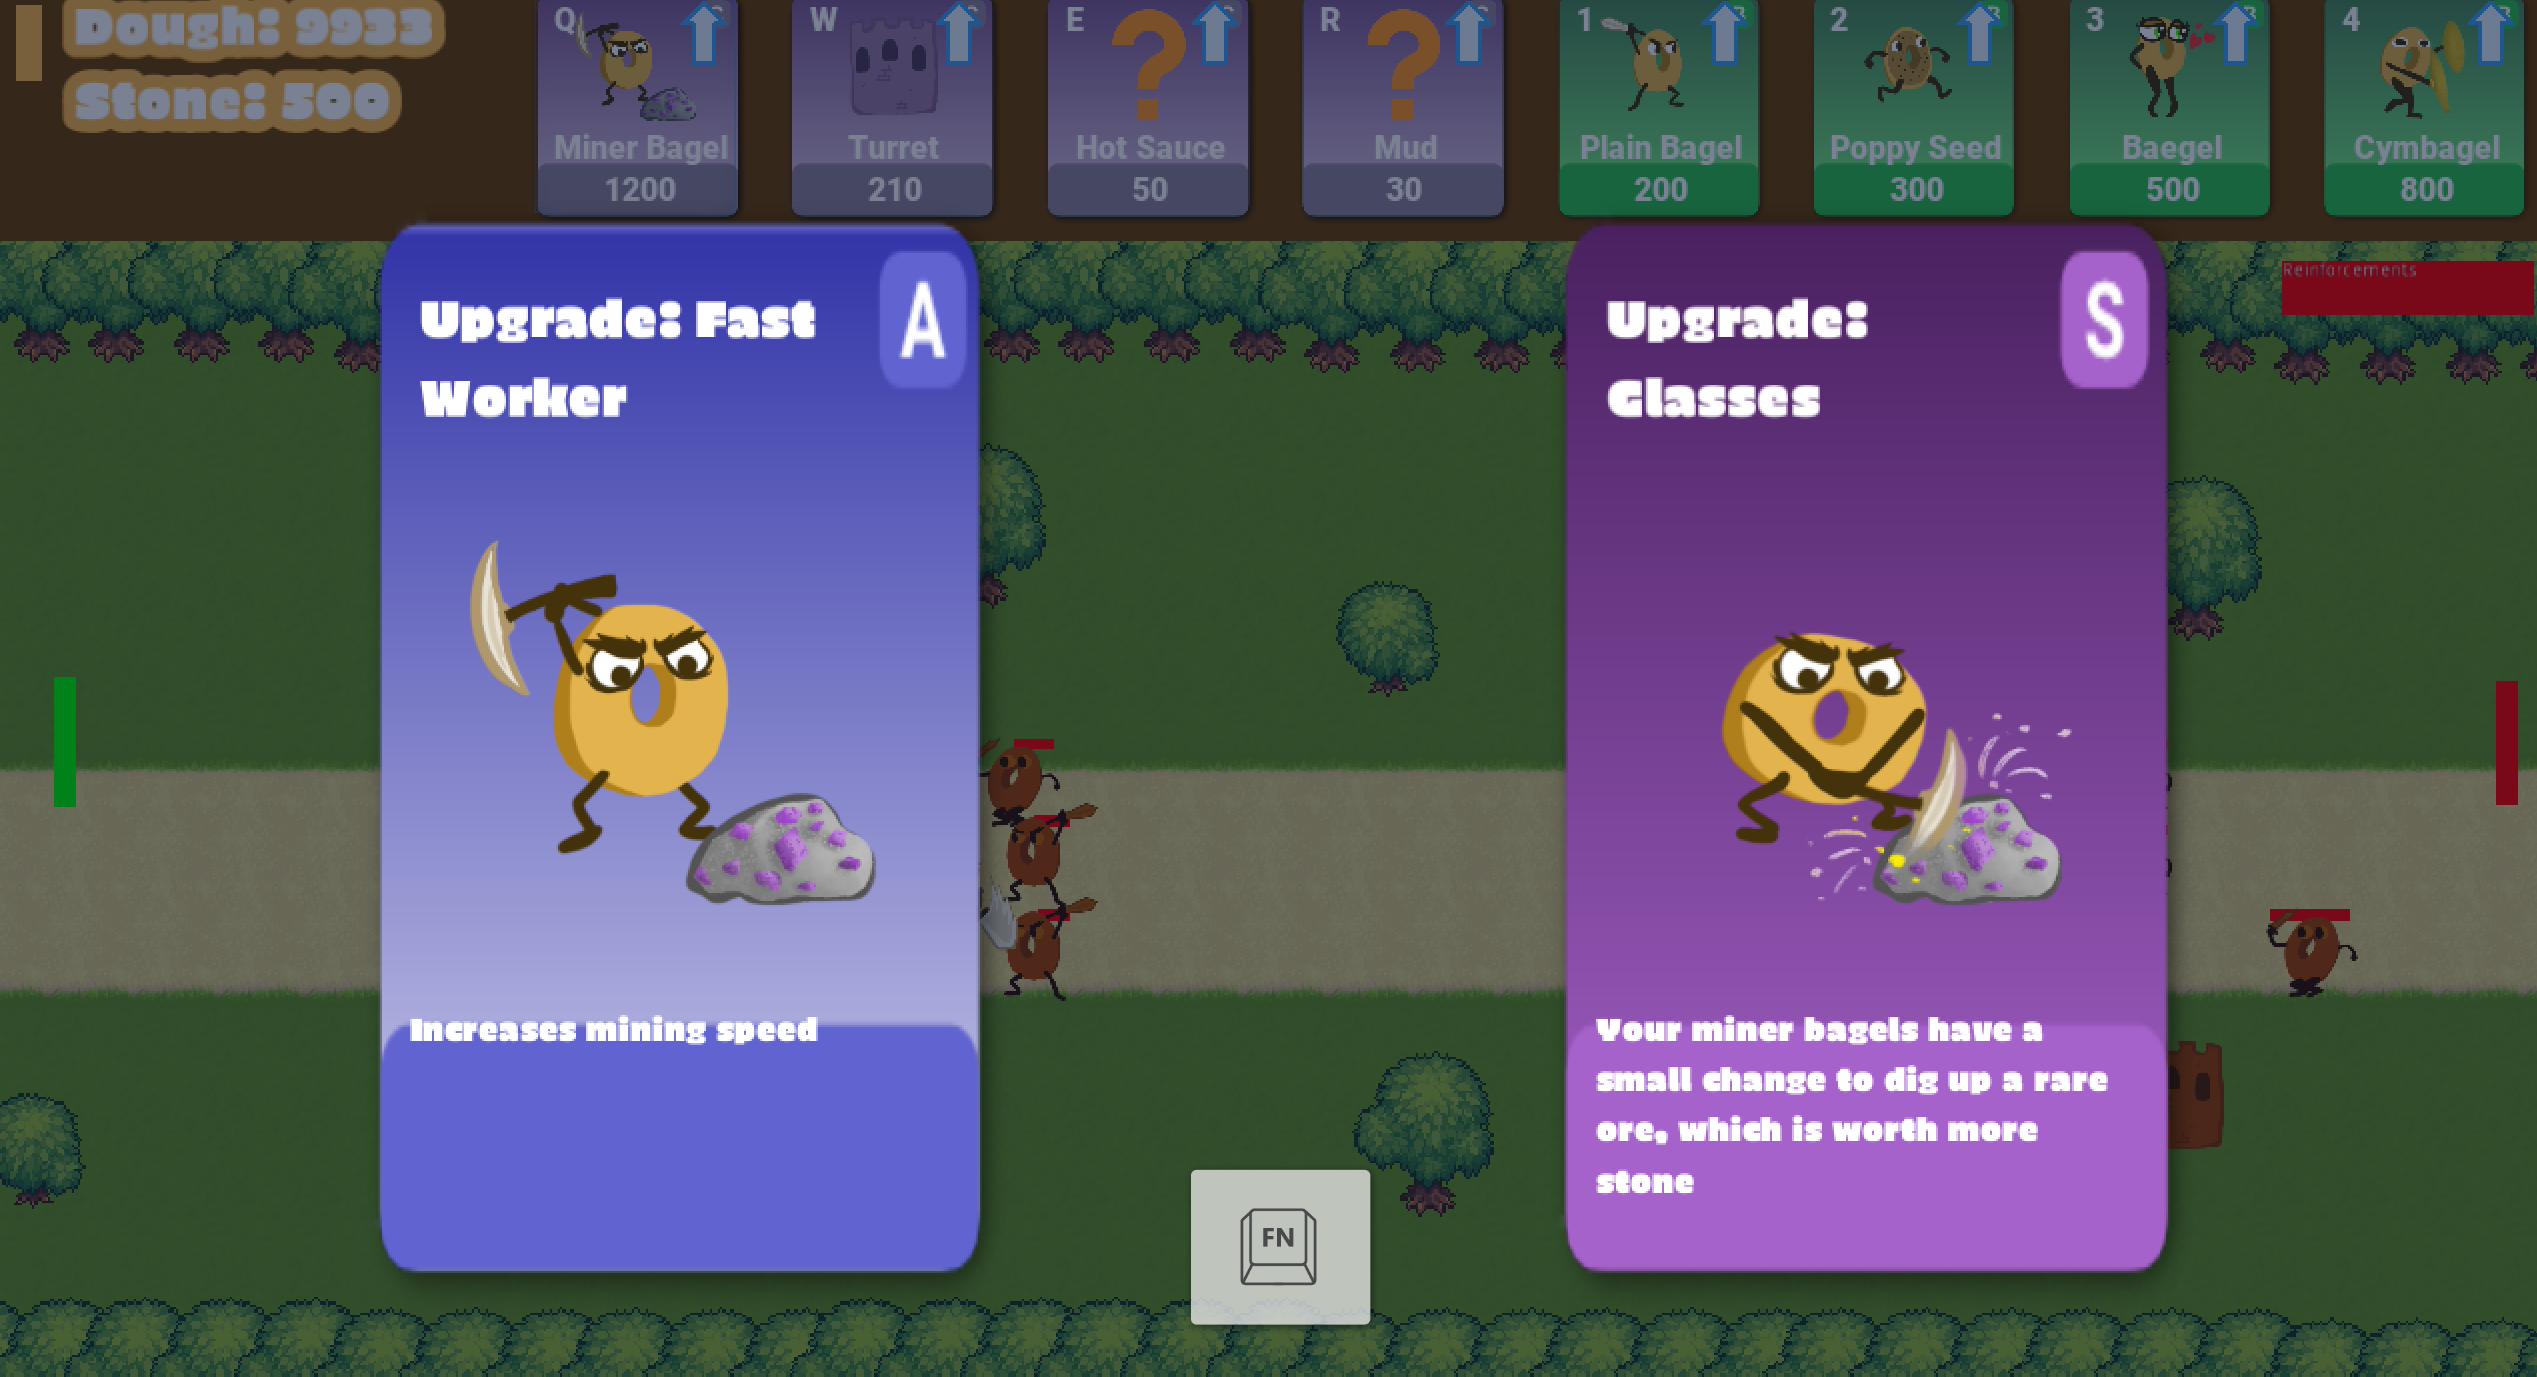 Dough: 9933
Stone: 500
Q
Miner Bagel
1200
W
Turret
210
E
Hot Sauce
50
R
Mud
30
1
Plain Bagel
200
2
Poppy Seed
300
3
Baegel
500
4
Cymbagel
800
Reinforcements
Upgrade: Fast
Worker
A
Increases mining speed
Upgrade:
Glasses
S
Your miner bagels have a
small change to dig up a rare
ore, which is worth more
stone
FN